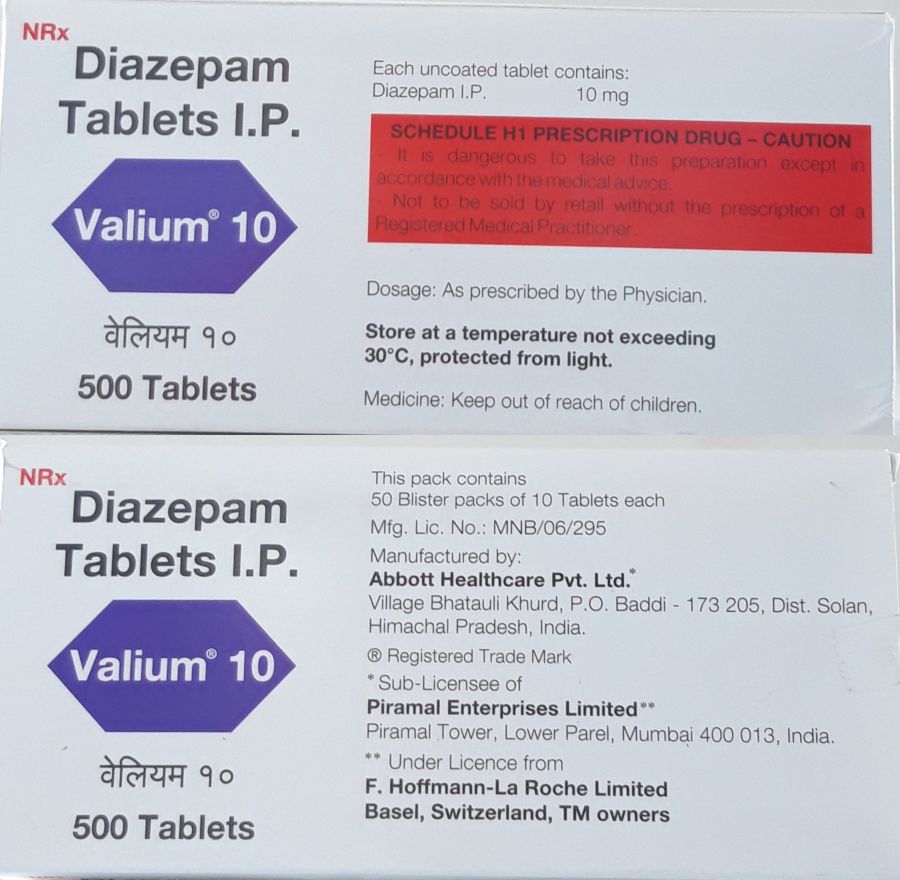 NRx
Diazepam
Tablets I.P.
Valium® 10
वेलियम १०
500 Tablets
Each uncoated tablet contains:
Diazepam I.P. 10 mg
SCHEDULE H1 PRESCRIPTION DRUG – CAUTION
- It is dangerous to take this preparation except in
accordance with the medical advice.
- Not to be sold by retail without the prescription of a
Registered Medical Practitioner.
Dosage: As prescribed by the Physician.
Store at a temperature not exceeding
30°C, protected from light.
Medicine: Keep out of reach of children.
NRx
Diazepam
Tablets I.P.
Valium® 10
वेलियम १०
500 Tablets
This pack contains
50 Blister packs of 10 Tablets each
Mfg. Lic. No.: MNB/06/295
Manufactured by:
Abbott Healthcare Pvt. Ltd.*
Village Bhatauli Khurd, P.O. Baddi - 173 205, Dist. Solan,
Himachal Pradesh, India.
® Registered Trade Mark
* Sub-Licensee of
Piramal Enterprises Limited**
Piramal Tower, Lower Parel, Mumbai 400 013, India.
** Under Licence from
F. Hoffmann-La Roche Limited
Basel, Switzerland, TM owners